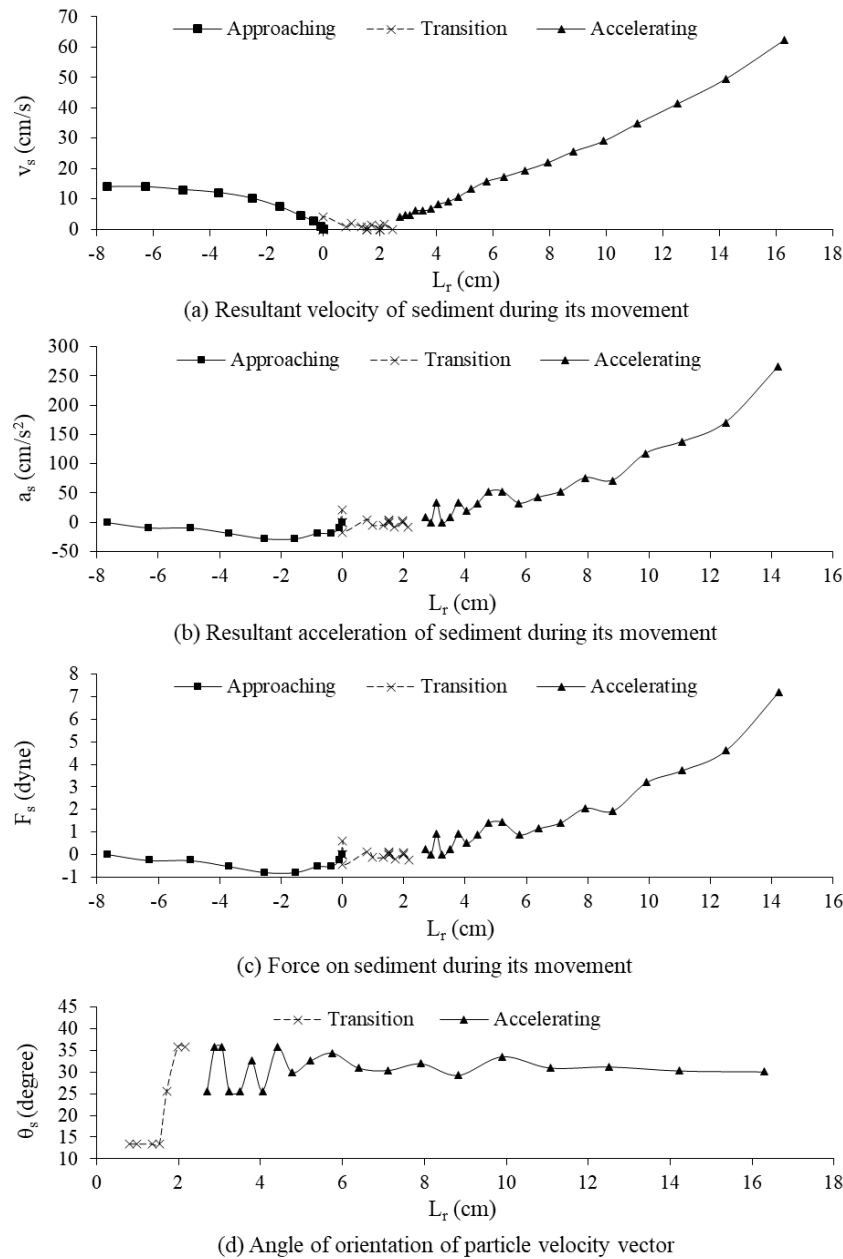 70
60
50
40
30
20
10
0
v_s (cm/s)
Approaching Transition Accelerating
-8 -6 -4 -2 0 2 4 6 8 10 12 14 16 18
L_r (cm)
(a) Resultant velocity of sediment during its movement
300
250
200
150
100
50
0
-50
a_s (cm/s²)
Approaching Transition Accelerating
-8 -6 -4 -2 0 2 4 6 8 10 12 14 16
L_r (cm)
(b) Resultant acceleration of sediment during its movement
8
7
6
5
4
3
2
1
0
-1
F_s (dyne)
Approaching Transition Accelerating
-8 -6 -4 -2 0 2 4 6 8 10 12 14 16
L_r (cm)
(c) Force on sediment during its movement
45
40
35
30
25
20
15
10
θ_s (degree)
Transition Accelerating
0 2 4 6 8 10 12 14 16 18
L_r (cm)
(d) Angle of orientation of particle velocity vector